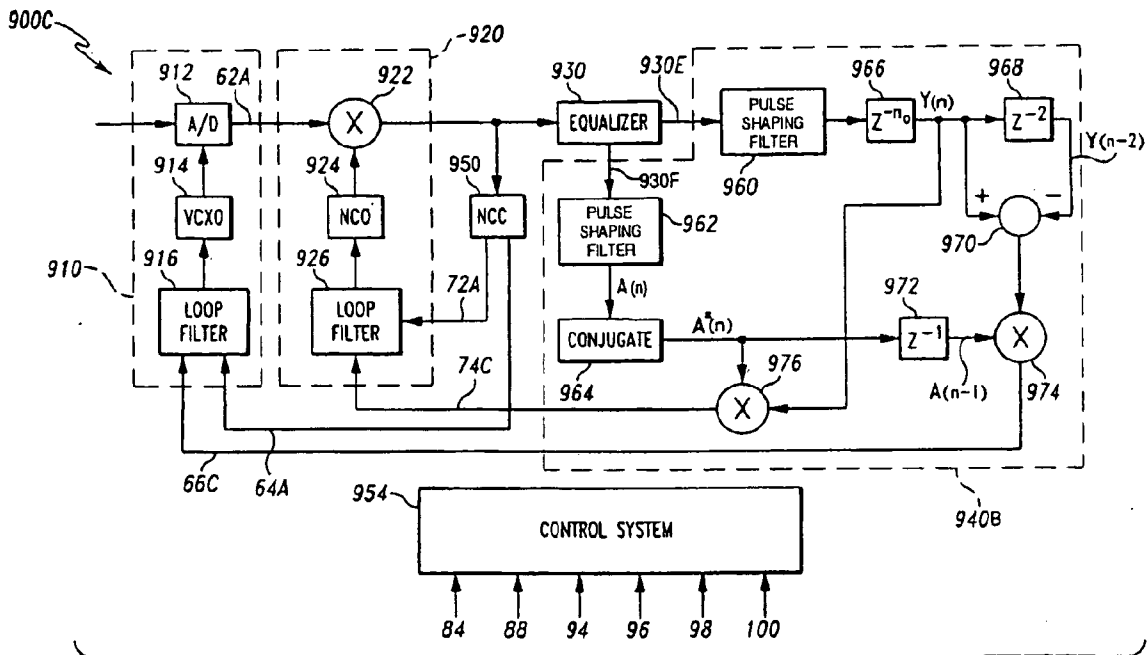 900C
910
912
62A
A/D
914
VCXO
916
LOOP
FILTER
920
922
X
924
NCO
926
LOOP
FILTER
950
NCC
72A
74C
66C
64A
930
EQUALIZER
930E
930F
PULSE
SHAPING
FILTER
960
966
Z^-n₀
Y(n)
968
Z^-2
Y(n-2)
+
−
970
PULSE
SHAPING
FILTER
962
A(n)
CONJUGATE
964
A*(n)
972
Z^-1
A(n-1)
X
974
976
X
940B
954
CONTROL SYSTEM
84 88 94 96 98 100